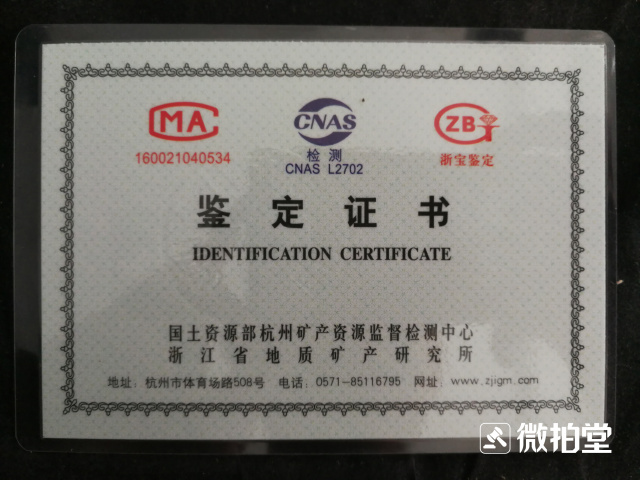 MA
160021040534
CNAS
检 测
CNAS L2702
ZB
浙宝鉴定
鉴定证书
IDENTIFICATION CERTIFICATE
国土资源部杭州矿产资源监督检测中心
浙江省地质矿产研究所
地址：杭州市体育场路508号 电话：0571-85116795 网址：www.zjigm.com
微拍堂